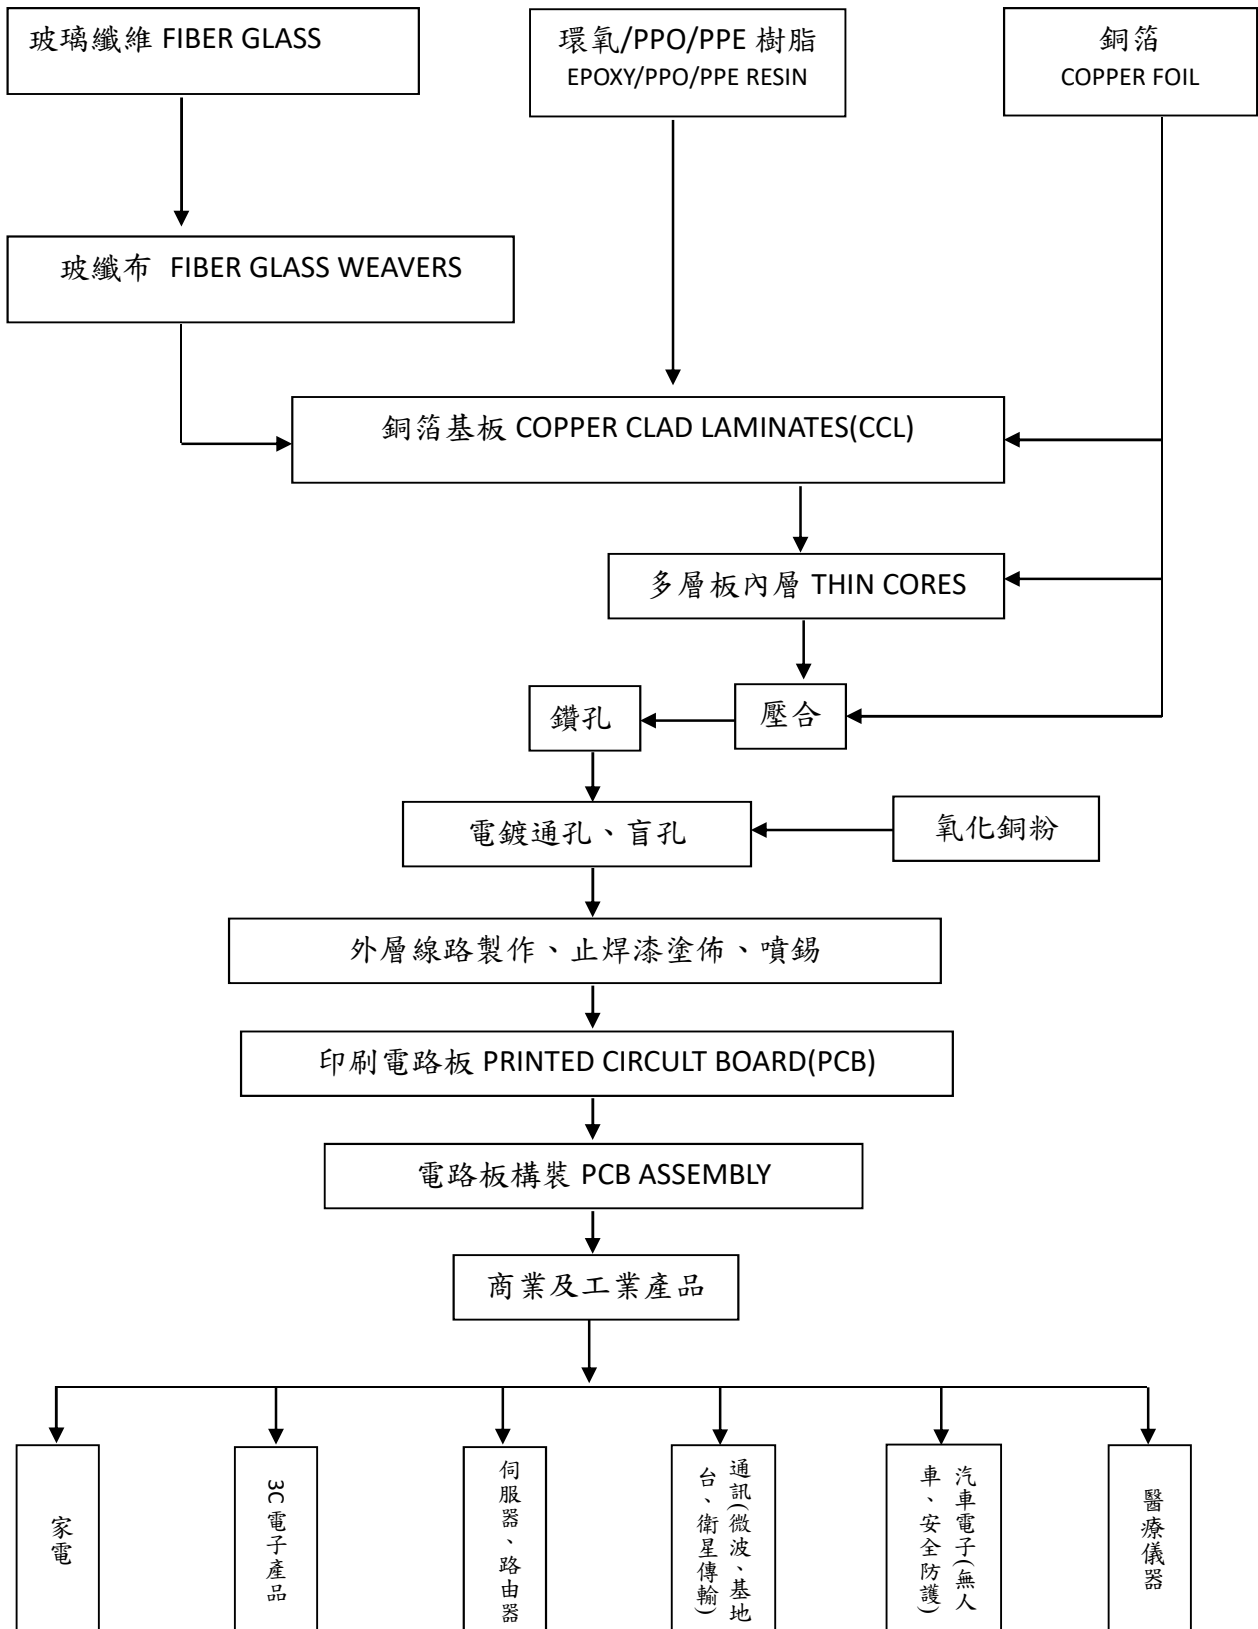 玻璃纖維 FIBER GLASS
環氧/PPO/PPE 樹脂
EPOXY/PPO/PPE RESIN
銅箔
COPPER FOIL
玻纖布 FIBER GLASS WEAVERS
銅箔基板 COPPER CLAD LAMINATES(CCL)
多層板內層 THIN CORES
鑽孔
壓合
電鍍通孔、盲孔
氧化銅粉
外層線路製作、止焊漆塗佈、噴錫
印刷電路板 PRINTED CIRCULT BOARD(PCB)
電路板構裝 PCB ASSEMBLY
商業及工業產品
家電
3C 電子產品
伺服器、路由器
通訊(微波、基地
台、衛星傳輸)
汽車電子(無人
車、安全防護)
醫療儀器